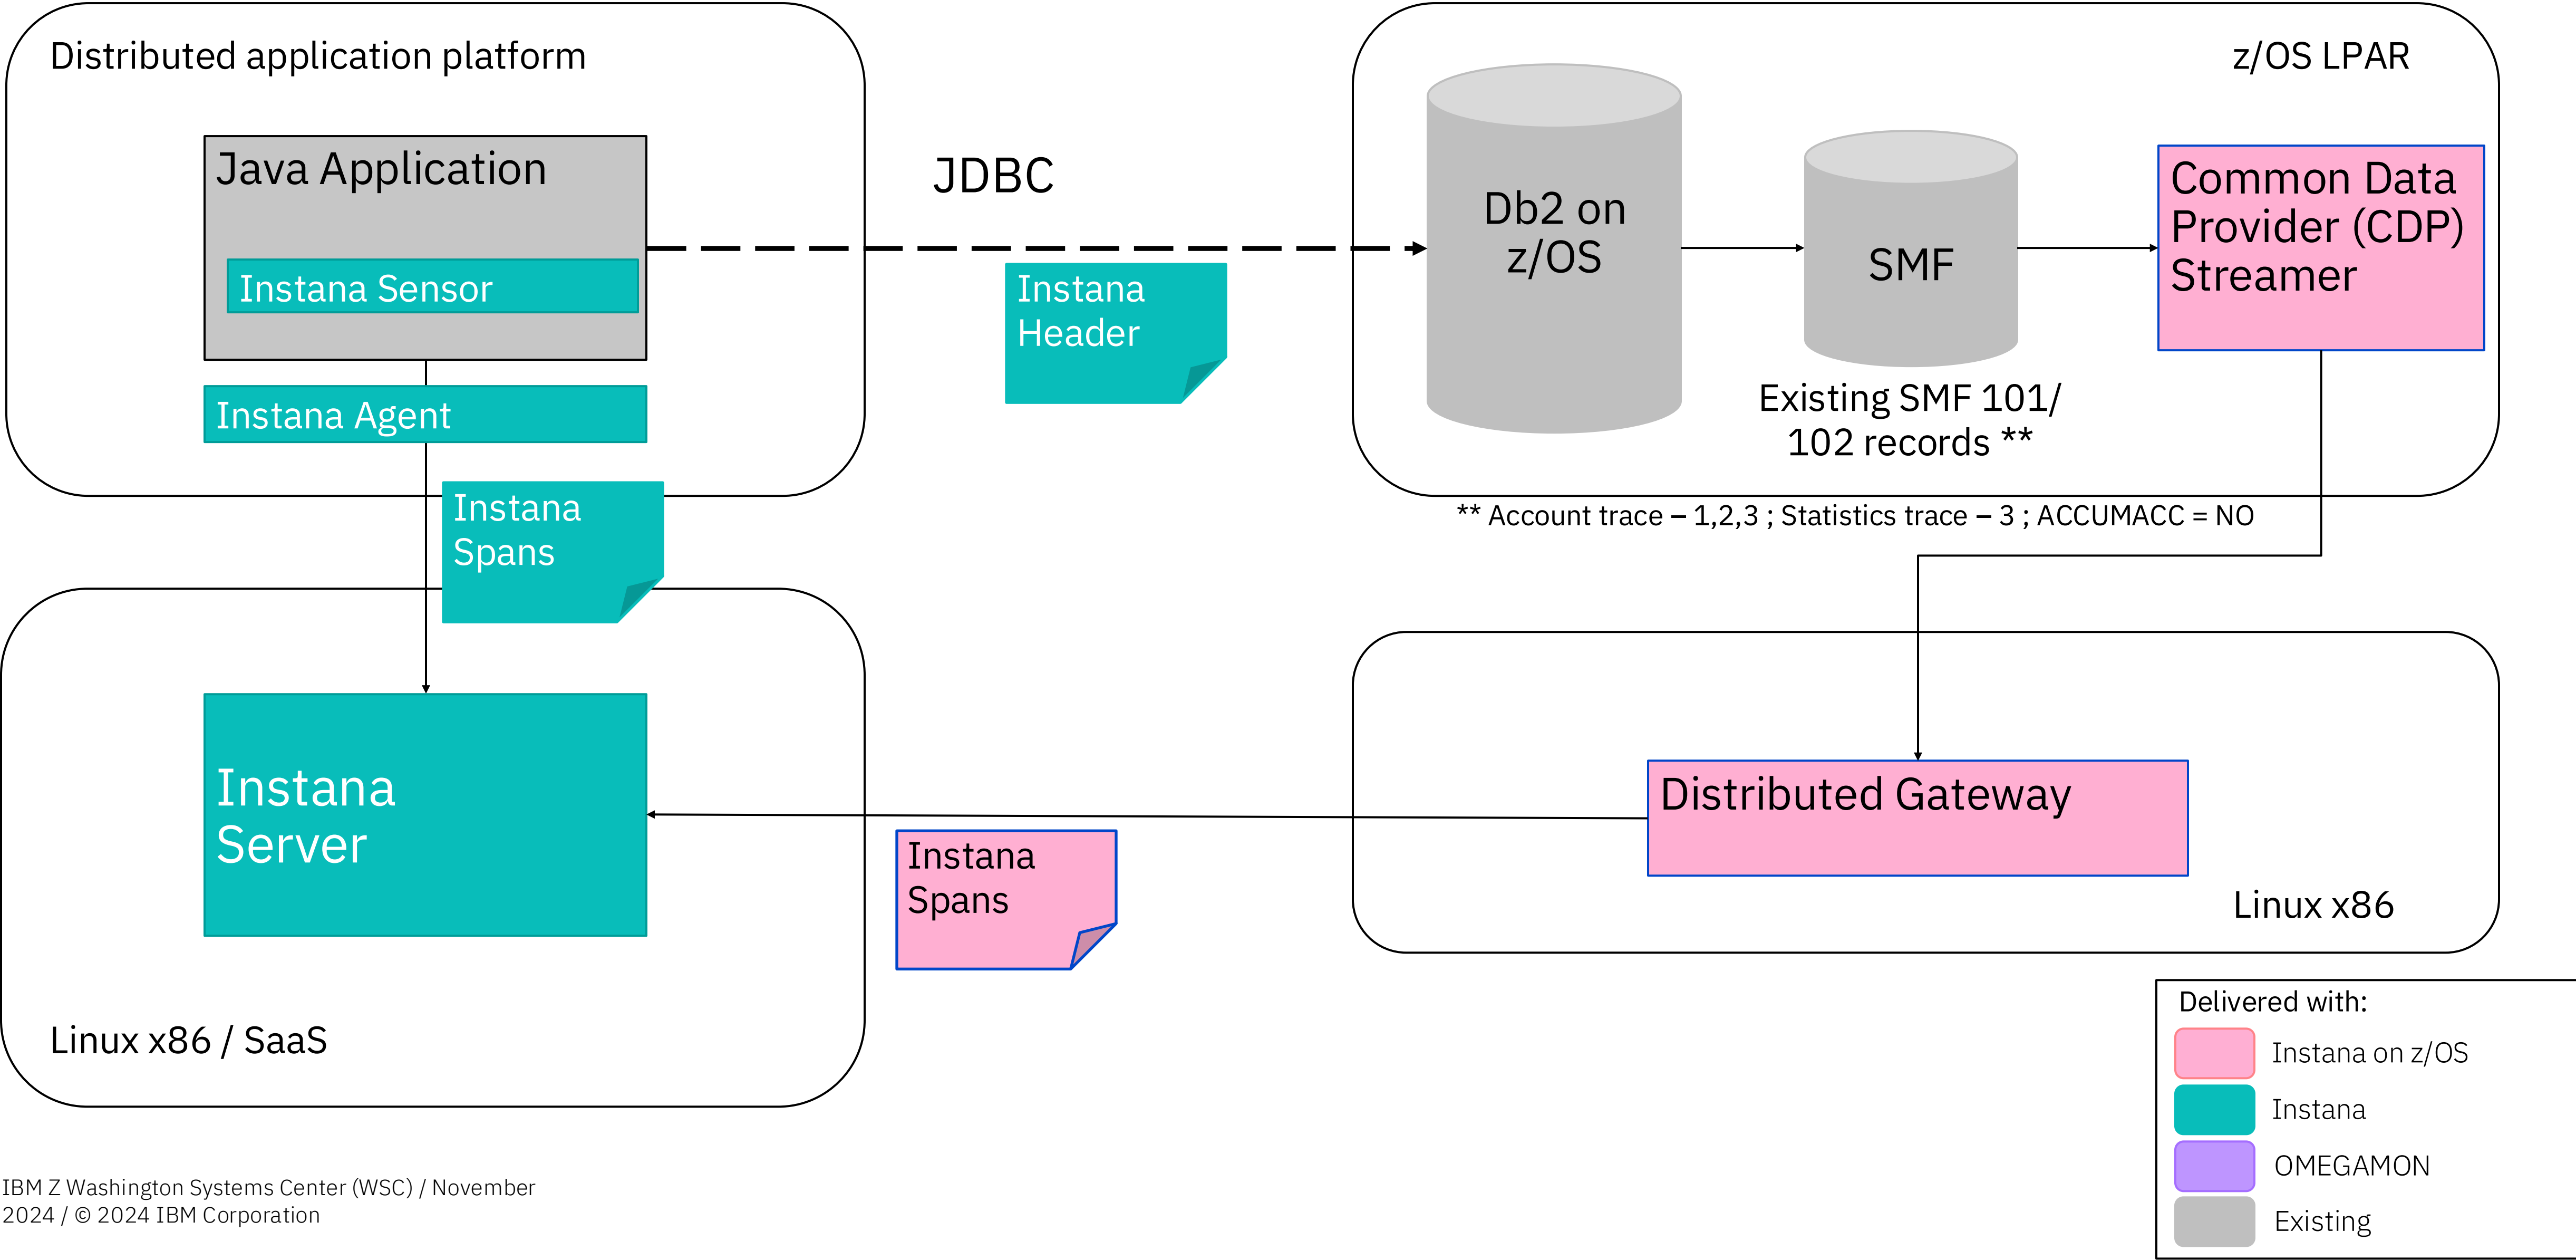 Distributed application platform
Java Application
Instana Sensor
Instana Agent
Instana
Spans
JDBC
Instana
Header
z/OS LPAR
Db2 on
z/OS
SMF
Existing SMF 101/
102 records **
Common Data
Provider (CDP)
Streamer
** Account trace – 1,2,3 ; Statistics trace – 3 ; ACCUMACC = NO
Instana
Server
Linux x86 / SaaS
Instana
Spans
Distributed Gateway
Linux x86
Delivered with:
Instana on z/OS
Instana
OMEGAMON
Existing
IBM Z Washington Systems Center (WSC) / November
2024 / © 2024 IBM Corporation